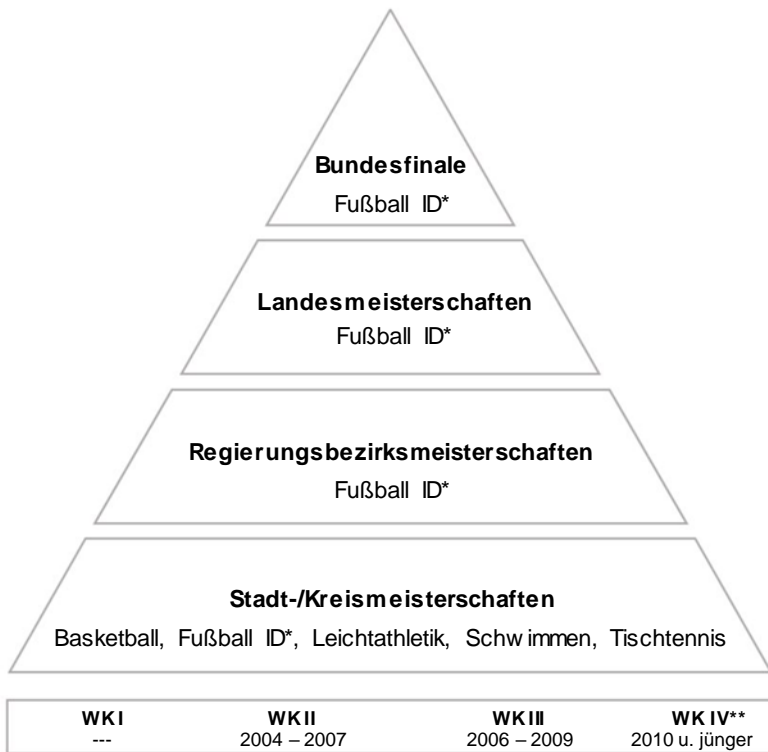 Bundesfinale
Fußball ID*
Landesmeisterschaften
Fußball ID*
Regierungsbezirksmeisterschaften
Fußball ID*
Stadt-/Kreismeisterschaften
Basketball, Fußball ID*, Leichtathletik, Schwimmen, Tischtennis
WK I WK II WK III WK IV**
--- 2004 – 2007 2006 – 2009 2010 u. jünger